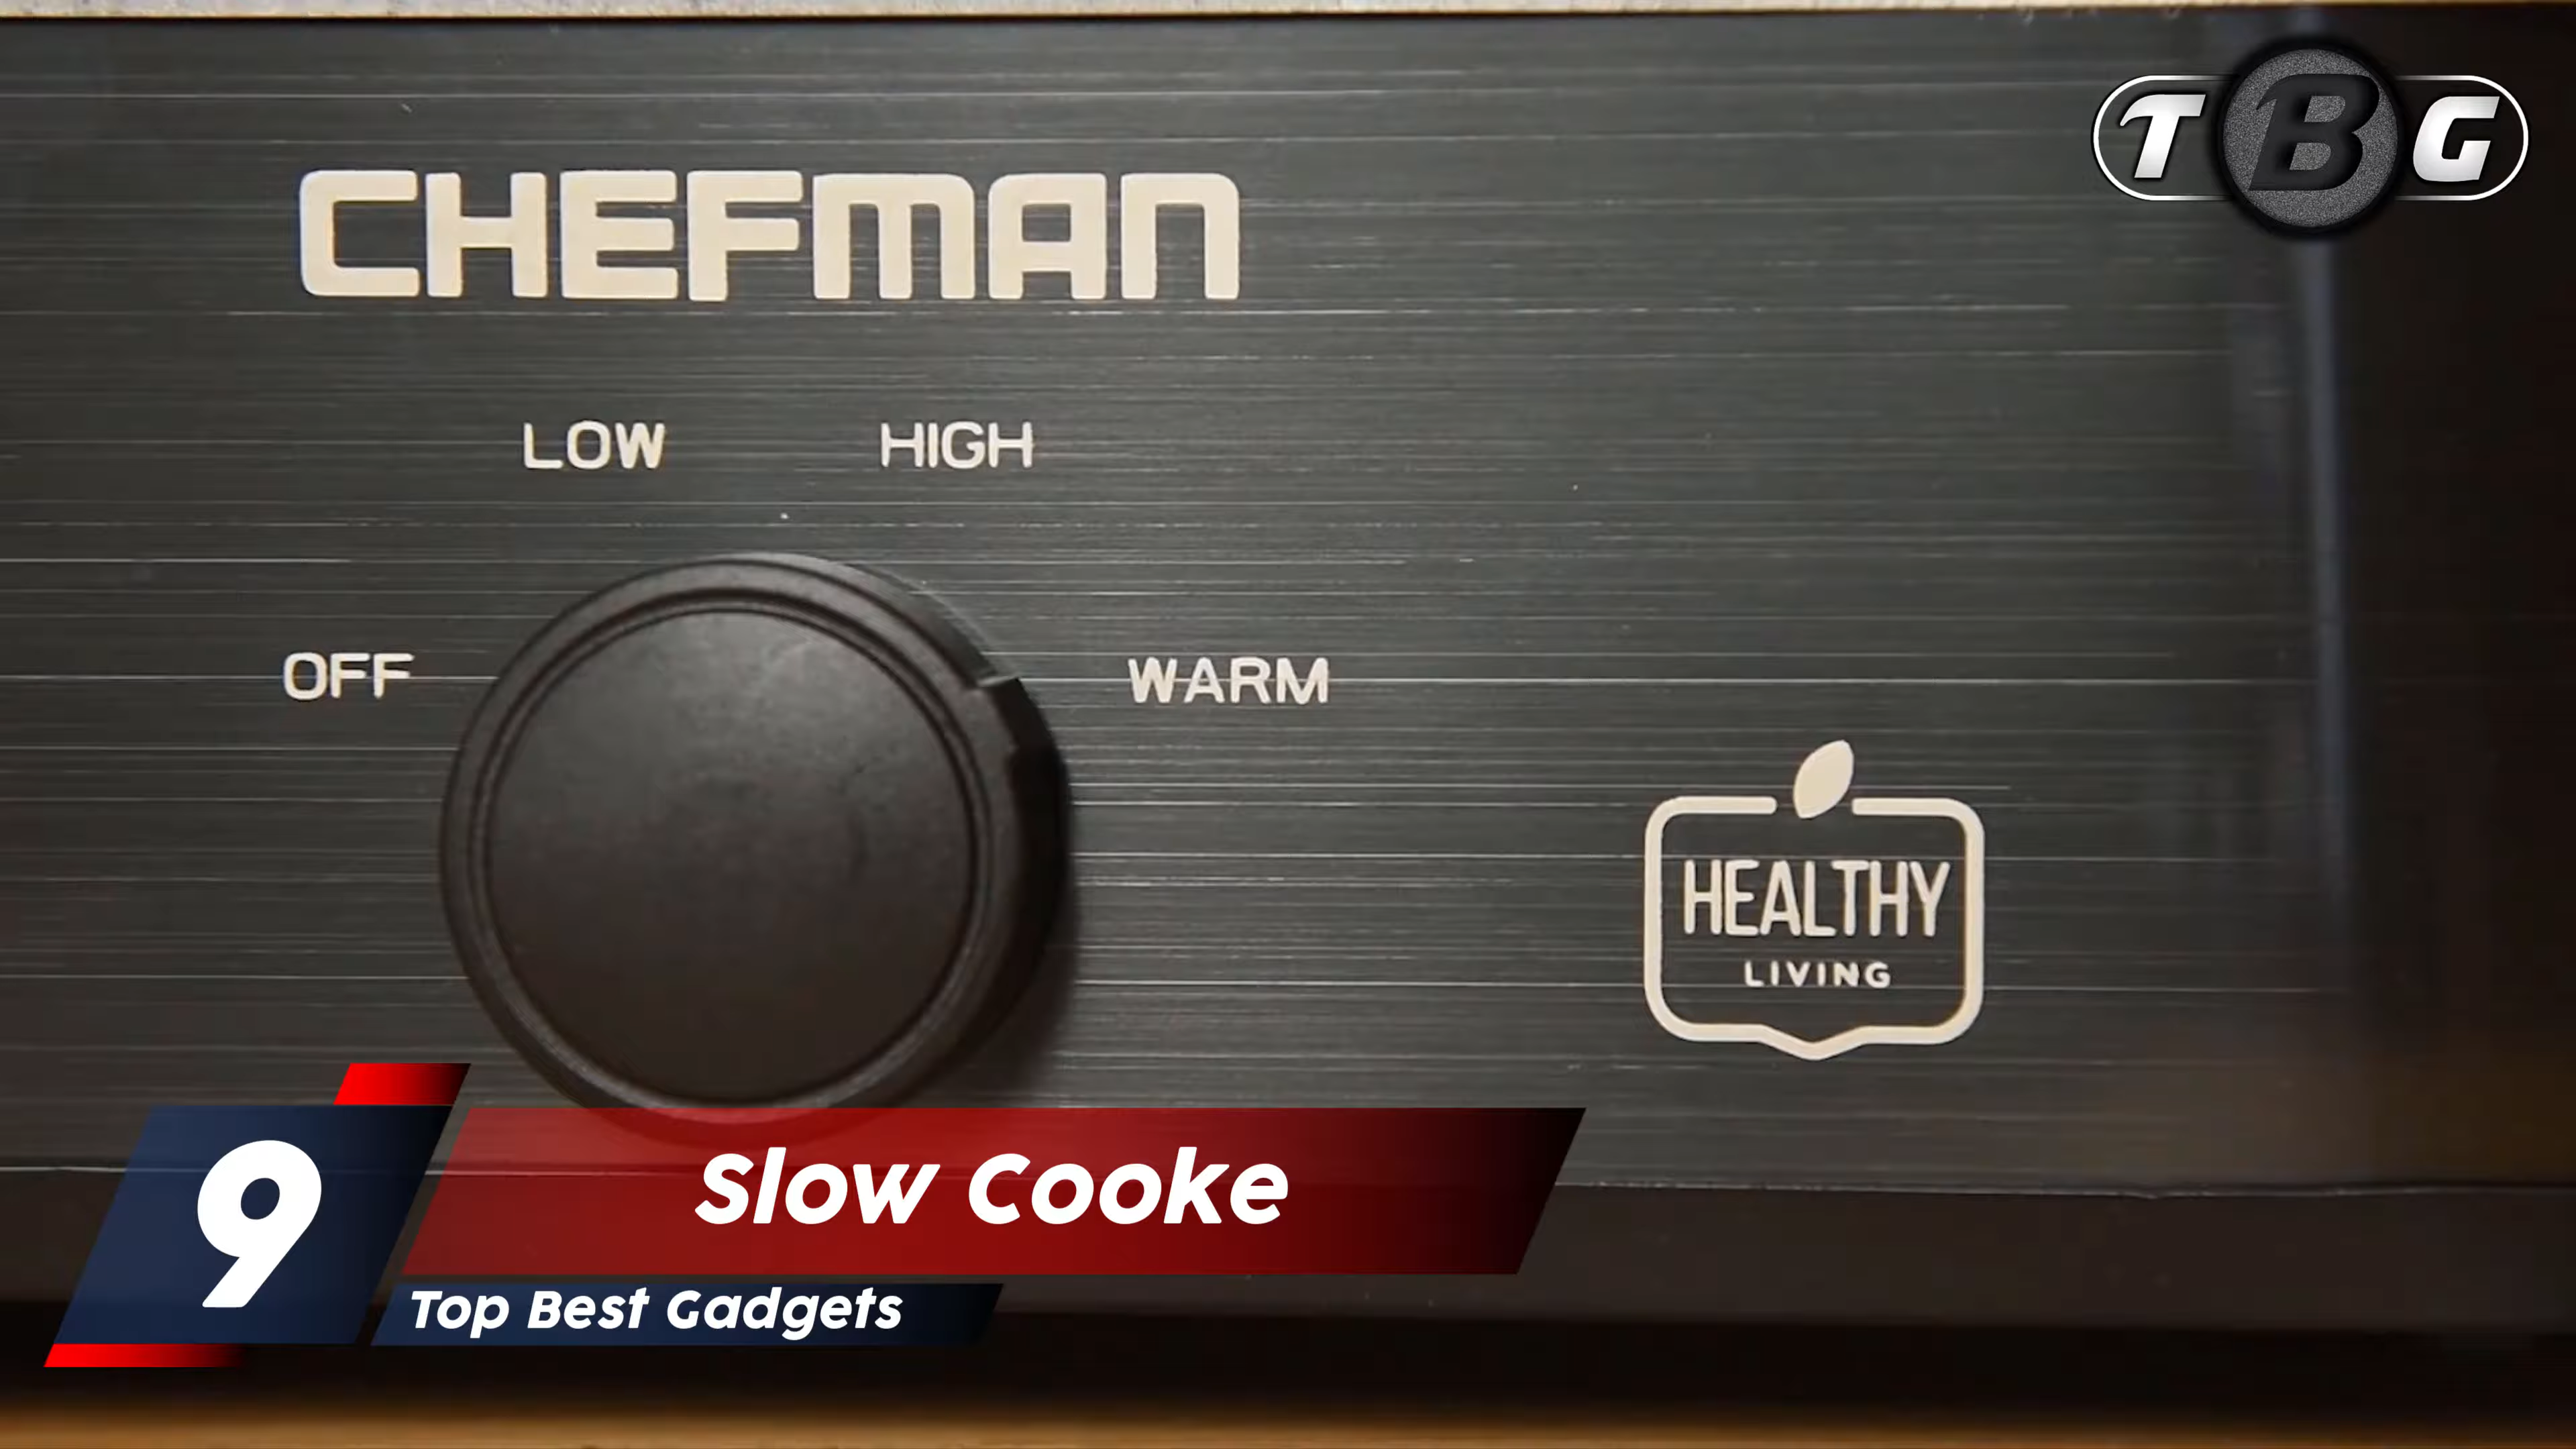 TBG
CHEFMAN
LOW HIGH
OFF WARM
HEALTHY
LIVING
9
Slow Cooke
Top Best Gadgets